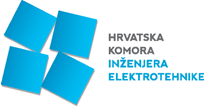 HRVATSKA
KOMORA
INŽENJERA
ELEKTROTEHNIKE